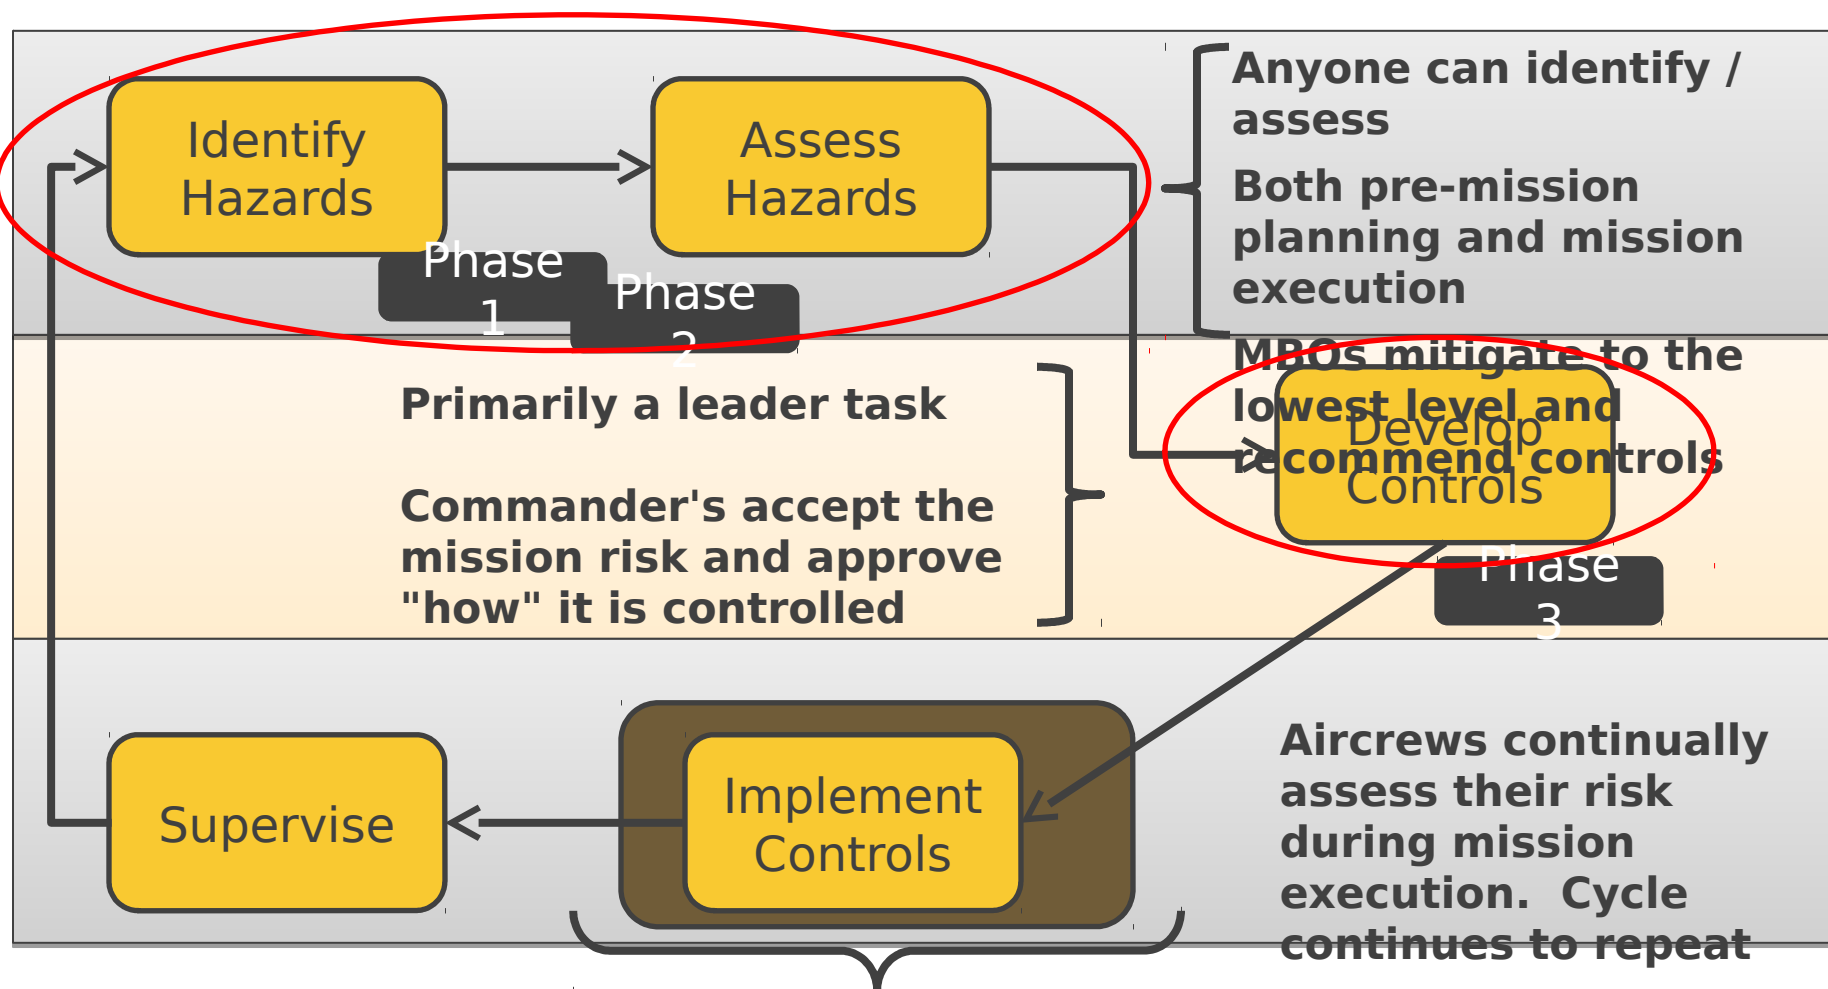 Identify
Hazards
Assess
Hazards
Phase
1
Phase
2
Anyone can identify /
assess
Both pre-mission
planning and mission
execution
MBOs mitigate to the
lowest level and
recommend controls
Primarily a leader task
Commander's accept the
mission risk and approve
"how" it is controlled
Develop
Controls
Phase
3
Supervise
Implement
Controls
Aircrews continually
assess their risk
during mission
execution.  Cycle
continues to repeat